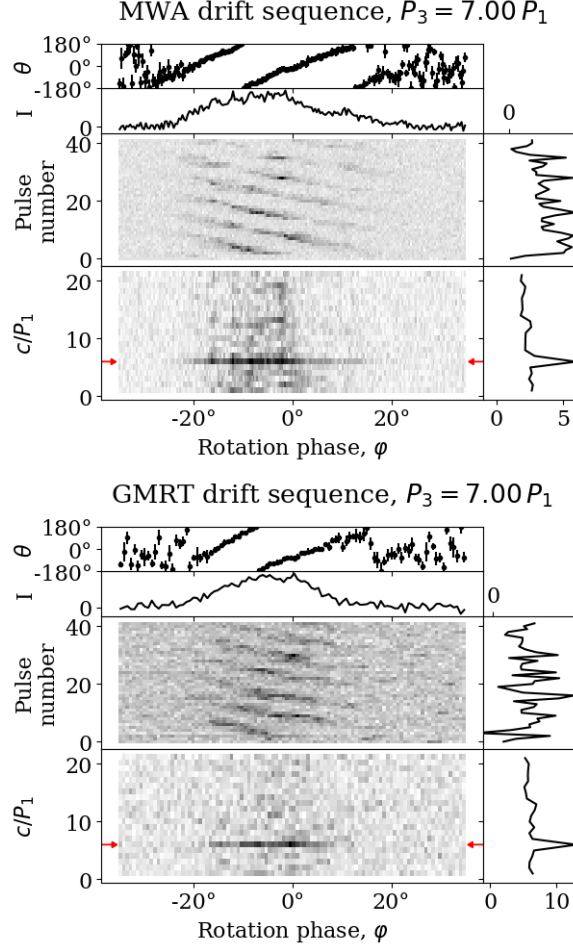 MWA drift sequence, P₃ = 7.00 P₁
180°
θ 0°
-180°
I 0
0
Pulse number
40
20
0
c/P₁
20
10
0
-20° 0° 20° 0 5
Rotation phase, φ
GMRT drift sequence, P₃ = 7.00 P₁
180°
θ 0°
-180°
I 0
0
Pulse number
40
20
0
c/P₁
20
10
0
-20° 0° 20° 0 10
Rotation phase, φ